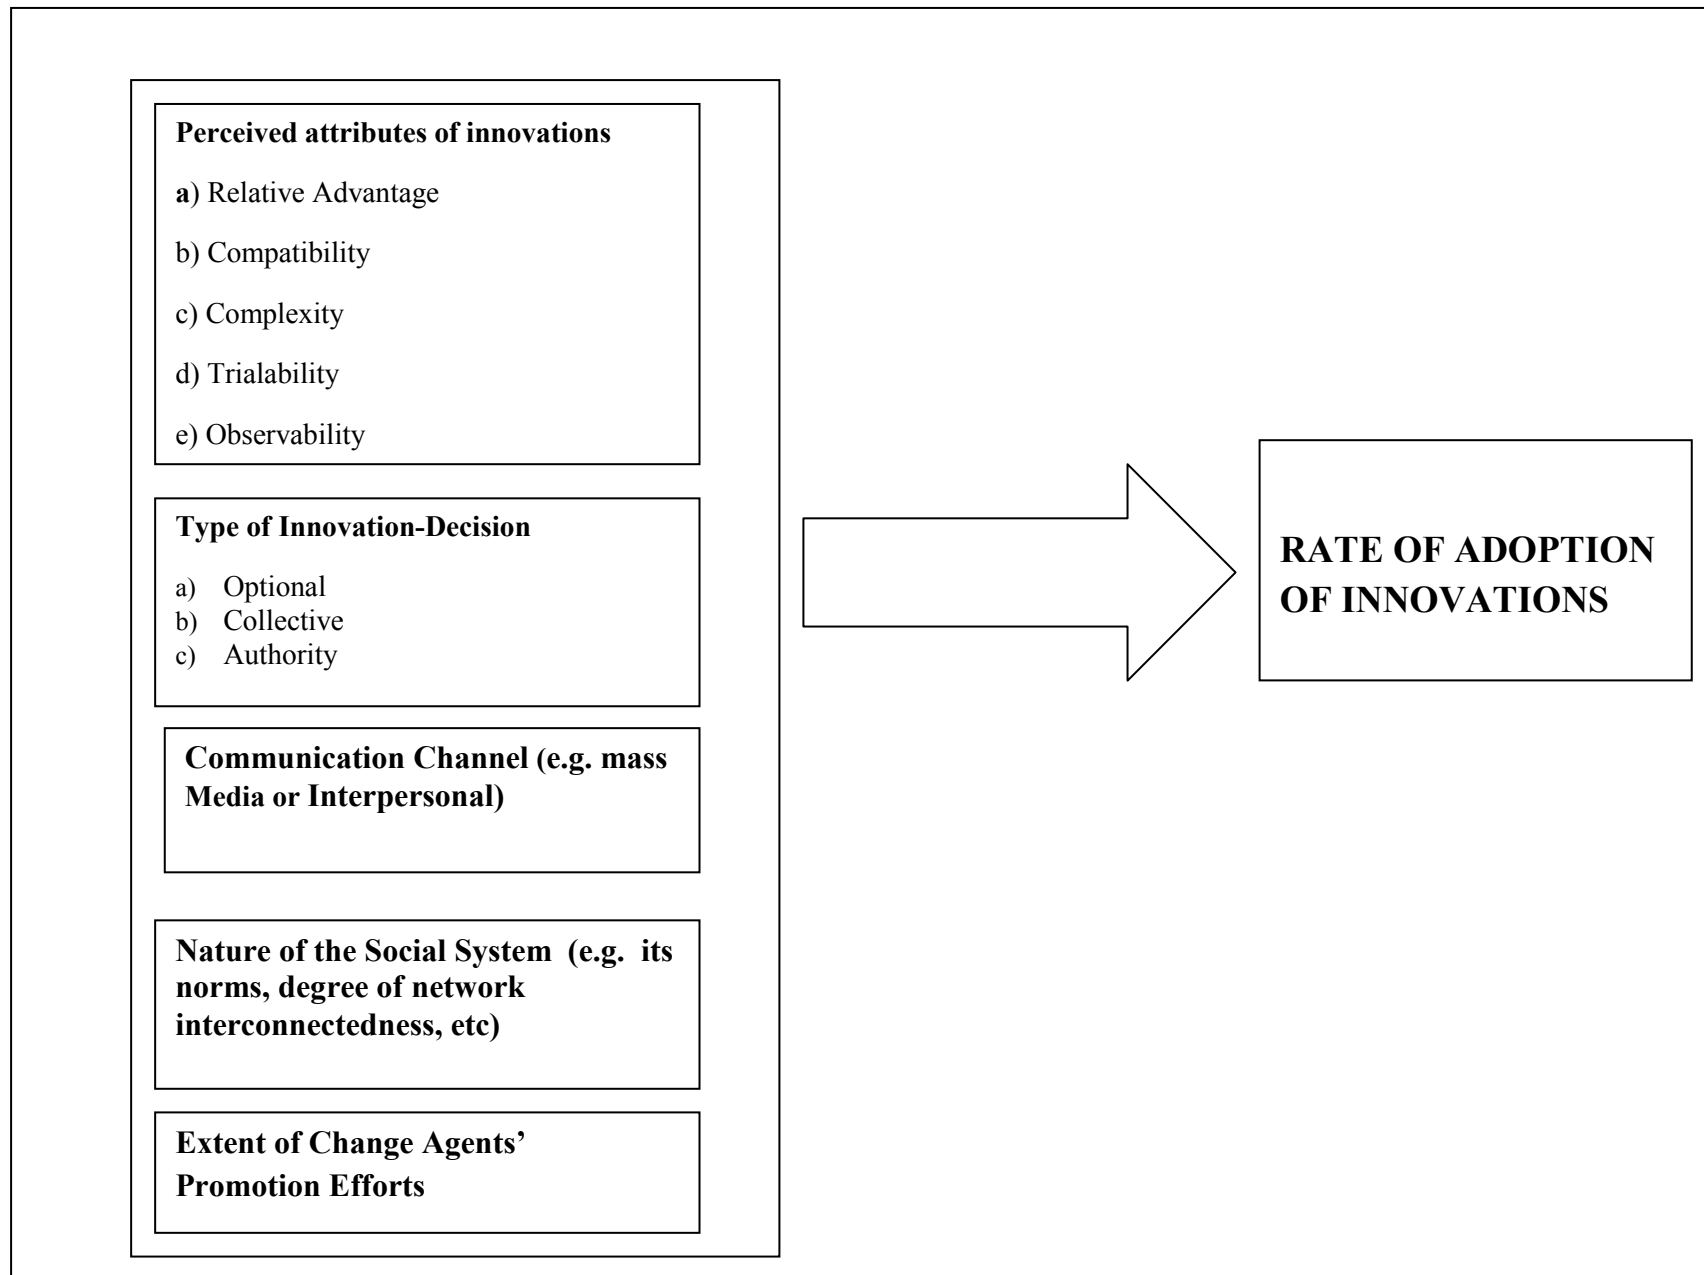 Perceived attributes of innovations
a) Relative Advantage
b) Compatibility
c) Complexity
d) Trialability
e) Observability
Type of Innovation-Decision
a) Optional
b) Collective
c) Authority
Communication Channel (e.g. mass
Media or Interpersonal)
Nature of the Social System (e.g. its
norms, degree of network
interconnectedness, etc)
Extent of Change Agents’
Promotion Efforts
RATE OF ADOPTION
OF INNOVATIONS